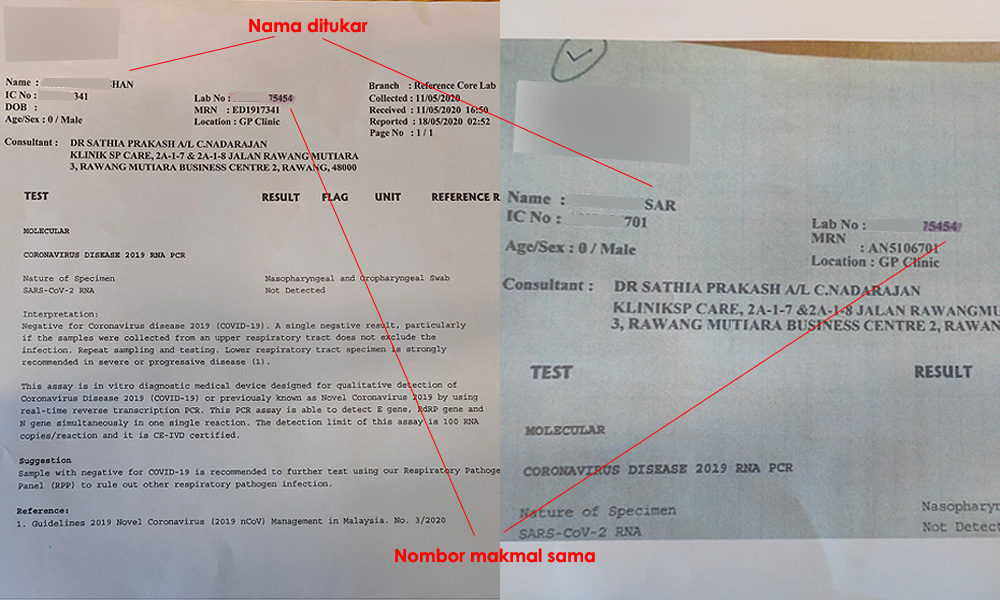 Nama ditukar
Name : HAN
IC No : 341
DOB :
Age/Sex : 0 / Male
Lab No : 75454
MRN : ED1917341
Location : GP Clinic
Branch : Reference Core Lab
Collected : 11/05/2020
Received : 11/05/2020 16:50
Reported : 18/05/2020 02:52
Page No : 1 / 1
Consultant : DR SATHIA PRAKASH A/L C.NADARAJAN
KLINIK SP CARE, 2A-1-7 & 2A-1-8 JALAN RAWANG MUTIARA
3, RAWANG MUTIARA BUSINESS CENTRE 2, RAWANG, 48000
TEST RESULT FLAG UNIT REFERENCE R
MOLECULAR
CORONAVIRUS DISEASE 2019 RNA PCR
Nature of Specimen Nasopharyngeal and Oropharyngeal Swab
SARS-CoV-2 RNA Not Detected
Interpretation:
Negative for Coronavirus disease 2019 (COVID-19). A single negative result, particularly
if the samples were collected from an upper respiratory tract does not exclude the
infection. Repeat sampling and testing. Lower respiratory tract specimen is strongly
recommended in severe or progressive disease (1).
This assay is in vitro diagnostic medical device designed for qualitative detection of
Coronavirus Disease 2019 (COVID-19) or previously known as Novel Coronavirus 2019 by using
real-time reverse transcription PCR. This PCR assay is able to detect E gene, RdRP gene and
N gene simultaneously in one single reaction. The detection limit of this assay is 100 RNA
copies/reaction and it is CE-IVD certified.
Suggestion
Sample with negative for COVID-19 is recommended to further test using our Respiratory Pathoge
Panel (RPP) to rule out other respiratory pathogen infection.
Reference:
1. Guidelines 2019 Novel Coronavirus (2019 nCoV) Management in Malaysia. No. 3/2020
Name : SAR
IC No : 701
Age/Sex : 0 / Male
Lab No : 75454
MRN : AN5106701
Location : GP Clinic
Consultant : DR SATHIA PRAKASH A/L C.NADARAJAN
KLINIKSP CARE, 2A-1-7 &2A-1-8 JALAN RAWANGMU
3, RAWANG MUTIARA BUSINESS CENTRE 2, RAWAN
TEST RESULT
MOLECULAR
CORONAVIRUS DISEASE 2019 RNA PCR
Nature of Specimen Nasophary
SARS-CoV-2 RNA Not Detec
Nombor makmal sama